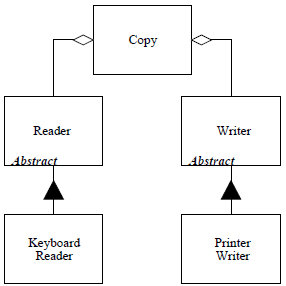 Copy
Reader
Writer
Abstract
Abstract
Keyboard
Reader
Printer
Writer